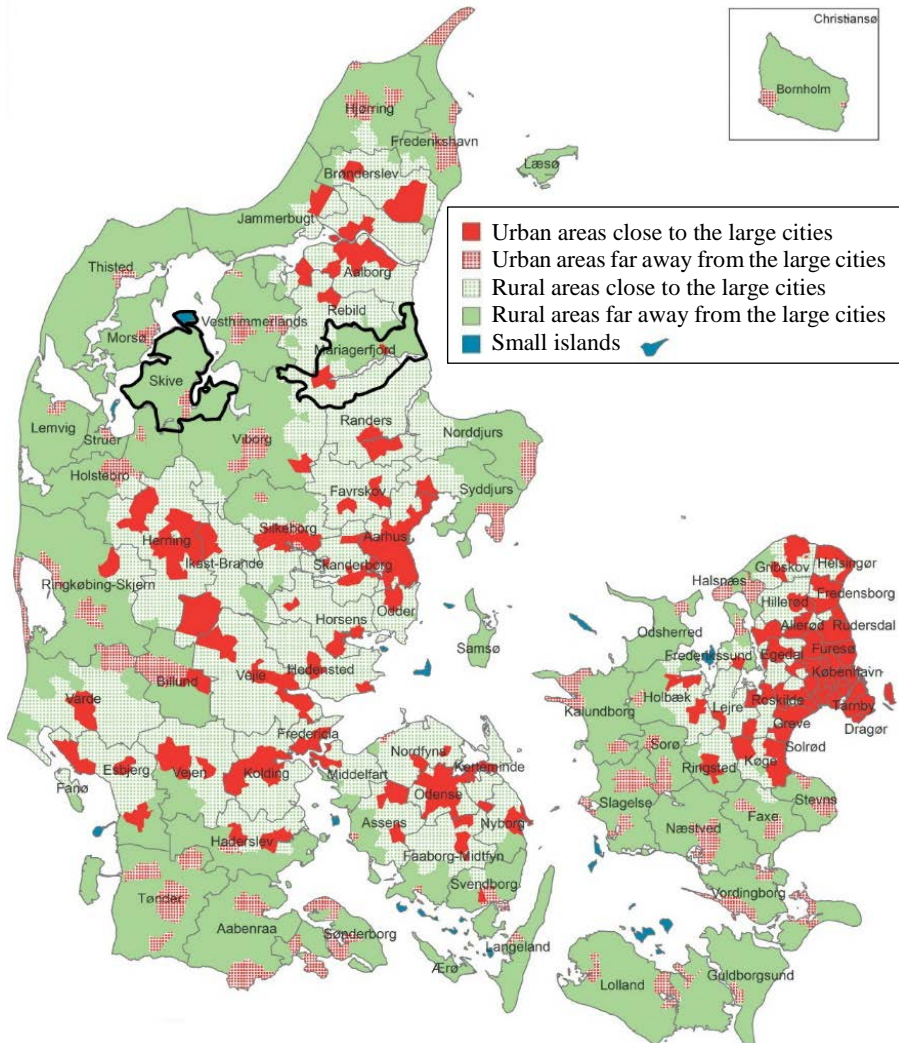 Christiansø
Bornholm
Hjørring
Frederikshavn
Læsø
Brønderslev
Jammerbugt
Urban areas close to the large cities
Urban areas far away from the large cities
Rural areas close to the large cities
Rural areas far away from the large cities
Small islands
Thisted
Aalborg
Rebild
Morsø
Vesthimmerlands
Mariagerfjord
Skive
Lemvig
Struer
Viborg
Randers
Norddjurs
Holstebro
Favrskov
Syddjurs
Silkeborg
Aarhus
Herning
Ikast-Brande
Skanderborg
Ringkøbing-Skjern
Odder
Horsens
Samsø
Hedensted
Billund
Vejle
Varde
Fredericia
Esbjerg
Vejen
Kolding
Middelfart
Fanø
Nordfyns
Kerteminde
Odense
Assens
Nyborg
Haderslev
Faaborg-Midtfyn
Svendborg
Tønder
Aabenraa
Sønderborg
Langeland
Ærø
Gribskov
Helsingør
Halsnæs
Fredensborg
Hillerød
Odsherred
Allerød
Rudersdal
Frederikssund
Egedal
Furesø
København
Kalundborg
Holbæk
Lejre
Roskilde
Tårnby
Greve
Dragør
Sorø
Solrød
Ringsted
Køge
Slagelse
Stevns
Næstved
Faxe
Vordingborg
Lolland
Guldborgsund